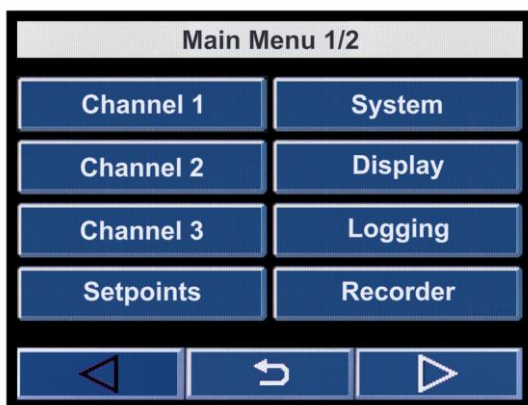 Main Menu 1/2
Channel 1
System
Channel 2
Display
Channel 3
Logging
Setpoints
Recorder